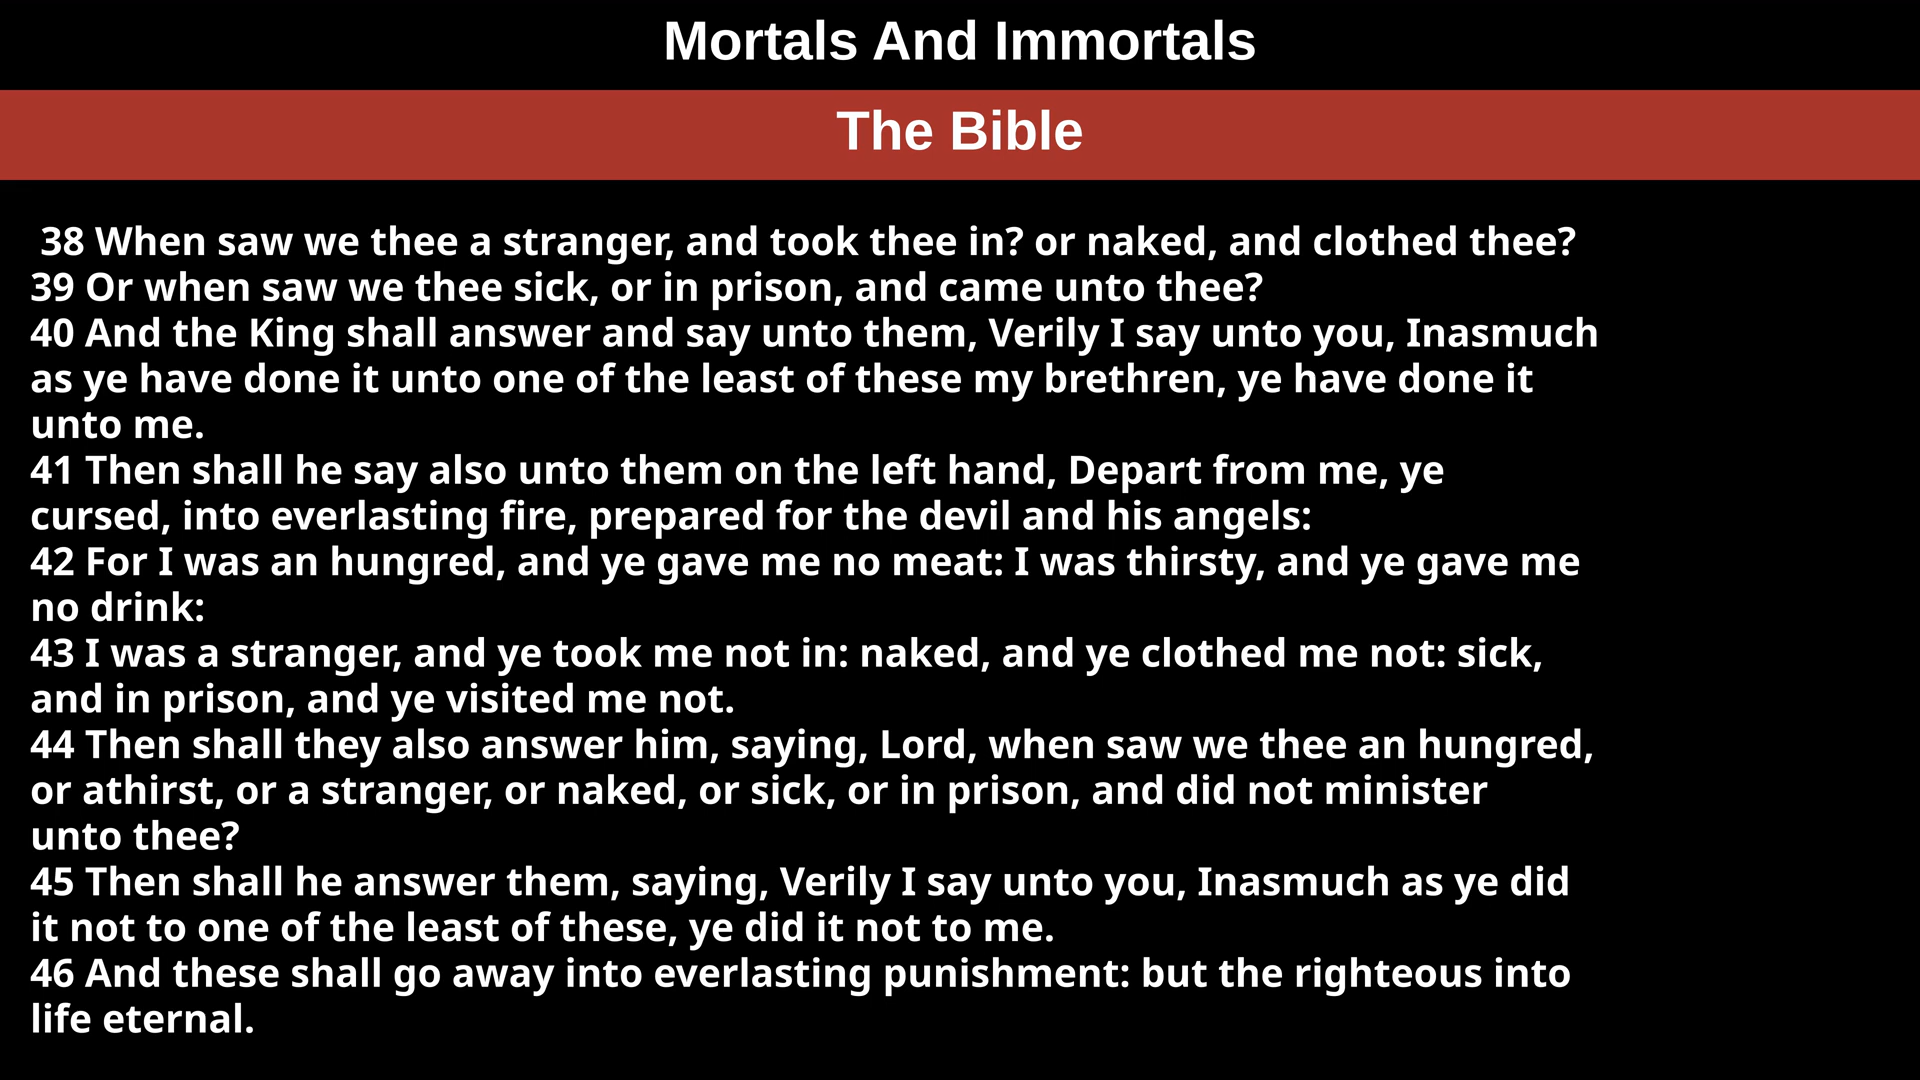 Mortals And Immortals
The Bible
38 When saw we thee a stranger, and took thee in? or naked, and clothed thee?
39 Or when saw we thee sick, or in prison, and came unto thee?
40 And the King shall answer and say unto them, Verily I say unto you, Inasmuch
as ye have done it unto one of the least of these my brethren, ye have done it
unto me.
41 Then shall he say also unto them on the left hand, Depart from me, ye
cursed, into everlasting fire, prepared for the devil and his angels:
42 For I was an hungred, and ye gave me no meat: I was thirsty, and ye gave me
no drink:
43 I was a stranger, and ye took me not in: naked, and ye clothed me not: sick,
and in prison, and ye visited me not.
44 Then shall they also answer him, saying, Lord, when saw we thee an hungred,
or athirst, or a stranger, or naked, or sick, or in prison, and did not minister
unto thee?
45 Then shall he answer them, saying, Verily I say unto you, Inasmuch as ye did
it not to one of the least of these, ye did it not to me.
46 And these shall go away into everlasting punishment: but the righteous into
life eternal.